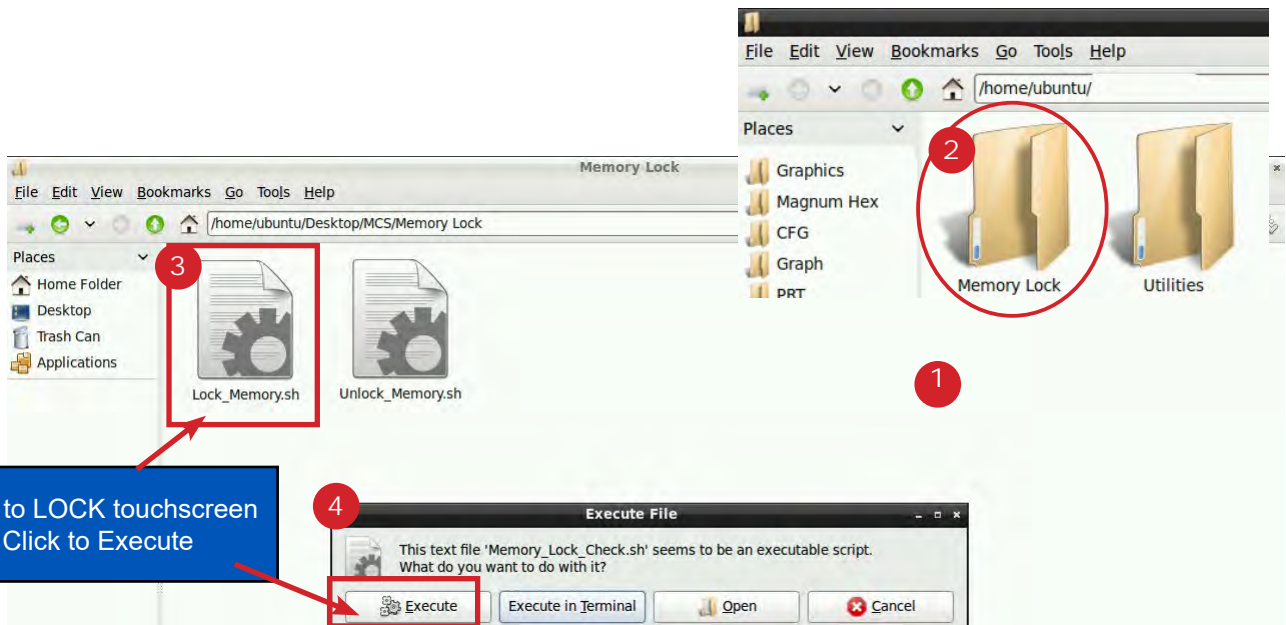 File Edit View Bookmarks Go Tools Help
/home/ubuntu/
Places
Graphics
Magnum Hex
CFG
Graph
PRT
2
Memory Lock
Utilities
Memory Lock
File Edit View Bookmarks Go Tools Help
/home/ubuntu/Desktop/MCS/Memory Lock
Places
Home Folder
Desktop
Trash Can
Applications
3
Lock_Memory.sh
Unlock_Memory.sh
1
to LOCK touchscreen
Click to Execute
4
Execute File
This text file 'Memory_Lock_Check.sh' seems to be an executable script.
What do you want to do with it?
Execute
Execute in Terminal
Open
Cancel